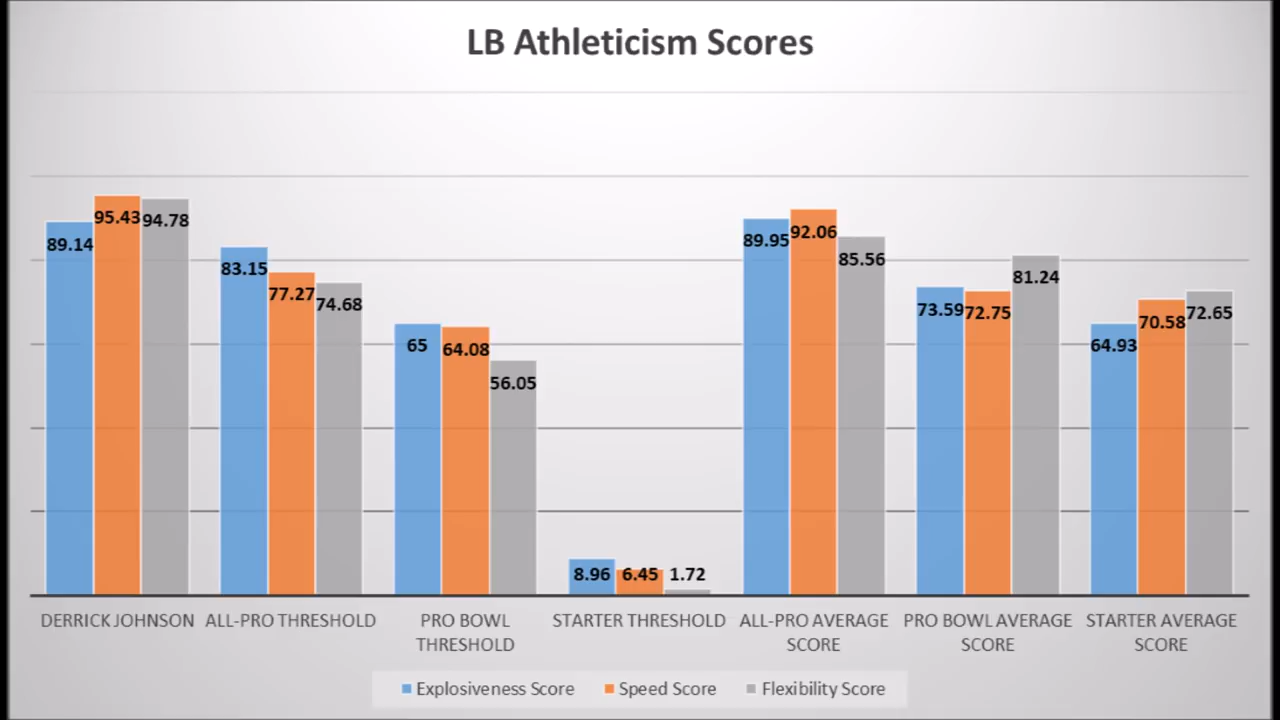 LB Athleticism Scores
89.14
95.43
94.78
83.15
77.27
74.68
65
64.08
56.05
8.96
6.45
1.72
89.95
92.06
85.56
73.59
72.75
81.24
64.93
70.58
72.65
DERRICK JOHNSON
ALL-PRO THRESHOLD
PRO BOWL
THRESHOLD
STARTER THRESHOLD
ALL-PRO AVERAGE
SCORE
PRO BOWL AVERAGE
SCORE
STARTER AVERAGE
SCORE
Explosiveness Score
Speed Score
Flexibility Score